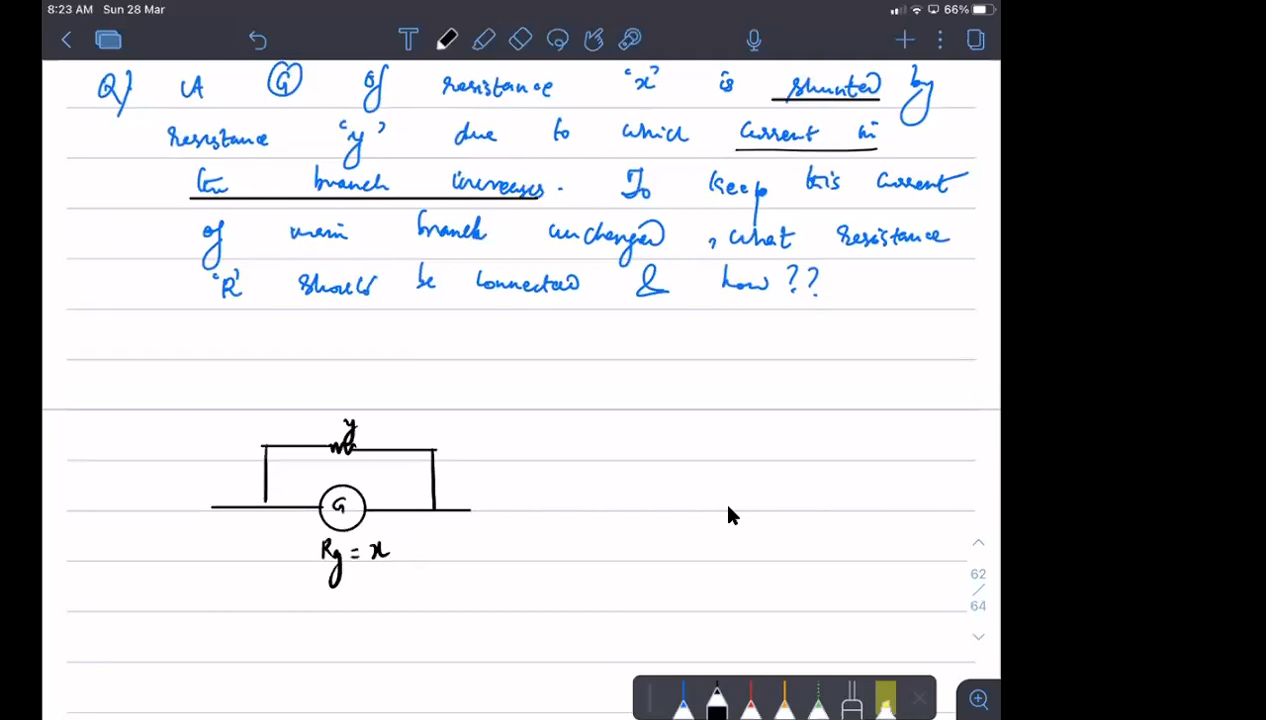 8:23 AM Sun 28 Mar
66%
T
Q) A G of resistance 'x' is shunted by
resistance 'y' due to which current in
the branch increases. To keep this current
of main branch unchanged, what resistance
'R' should be connected & how??
y
G
Rg = x
62
/
64